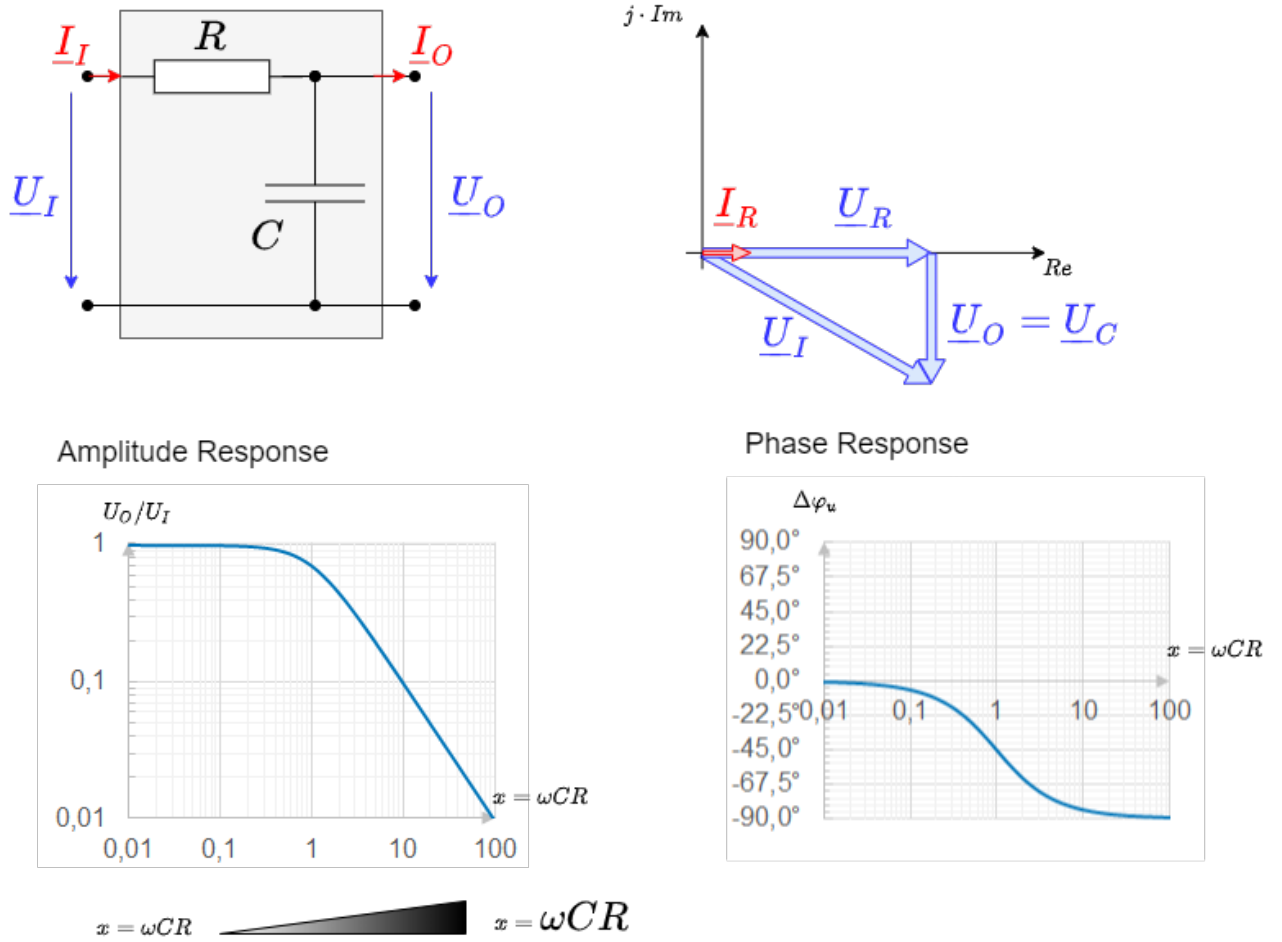 I_I
R
I_O
U_I
C
U_O
j · Im
I_R
U_R
Re
U_I
U_O = U_C
Amplitude Response
U_O/U_I
1
0,1
0,01
x = ωCR
0,01 0,1 1 10 100
Phase Response
Δφ_u
90,0°
67,5°
45,0°
22,5°
x = ωCR
0,0°
-22,5°
0,01 0,1 1 10 100
-45,0°
-67,5°
-90,0°
x = ωCR
x = ωCR